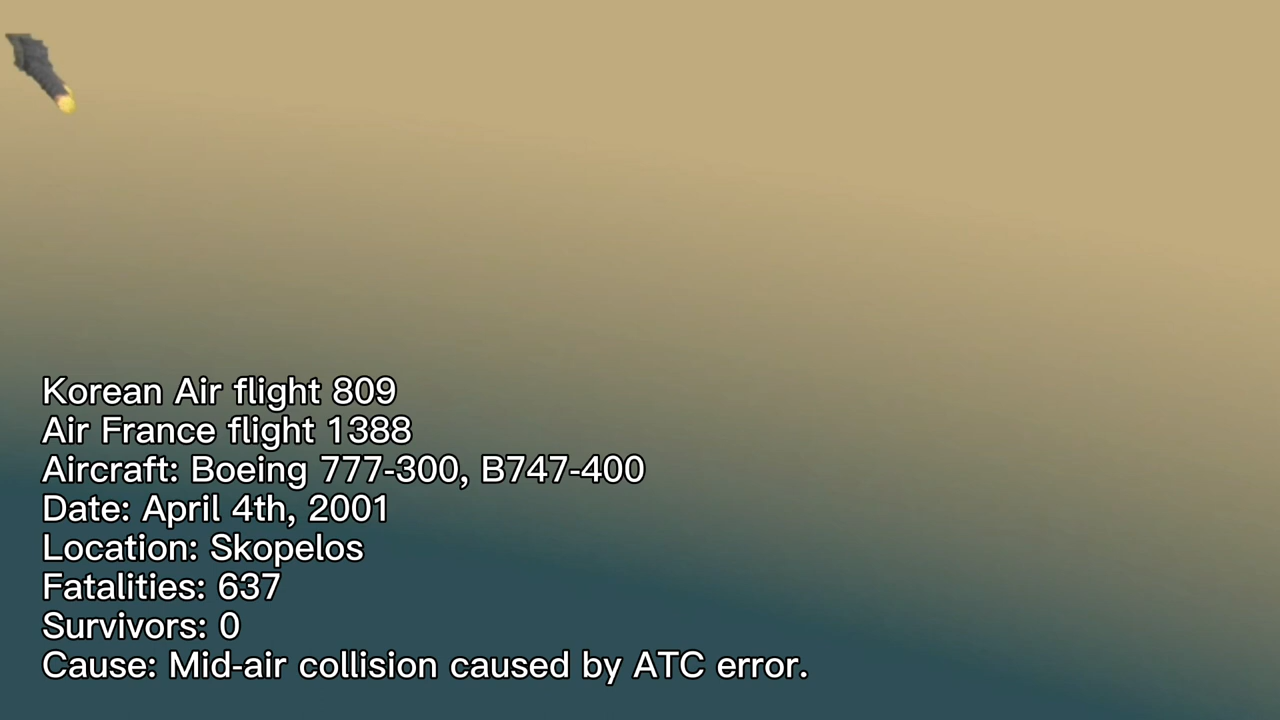 Korean Air flight 809
Air France flight 1388
Aircraft: Boeing 777-300, B747-400
Date: April 4th, 2001
Location: Skopelos
Fatalities: 637
Survivors: 0
Cause: Mid-air collision caused by ATC error.